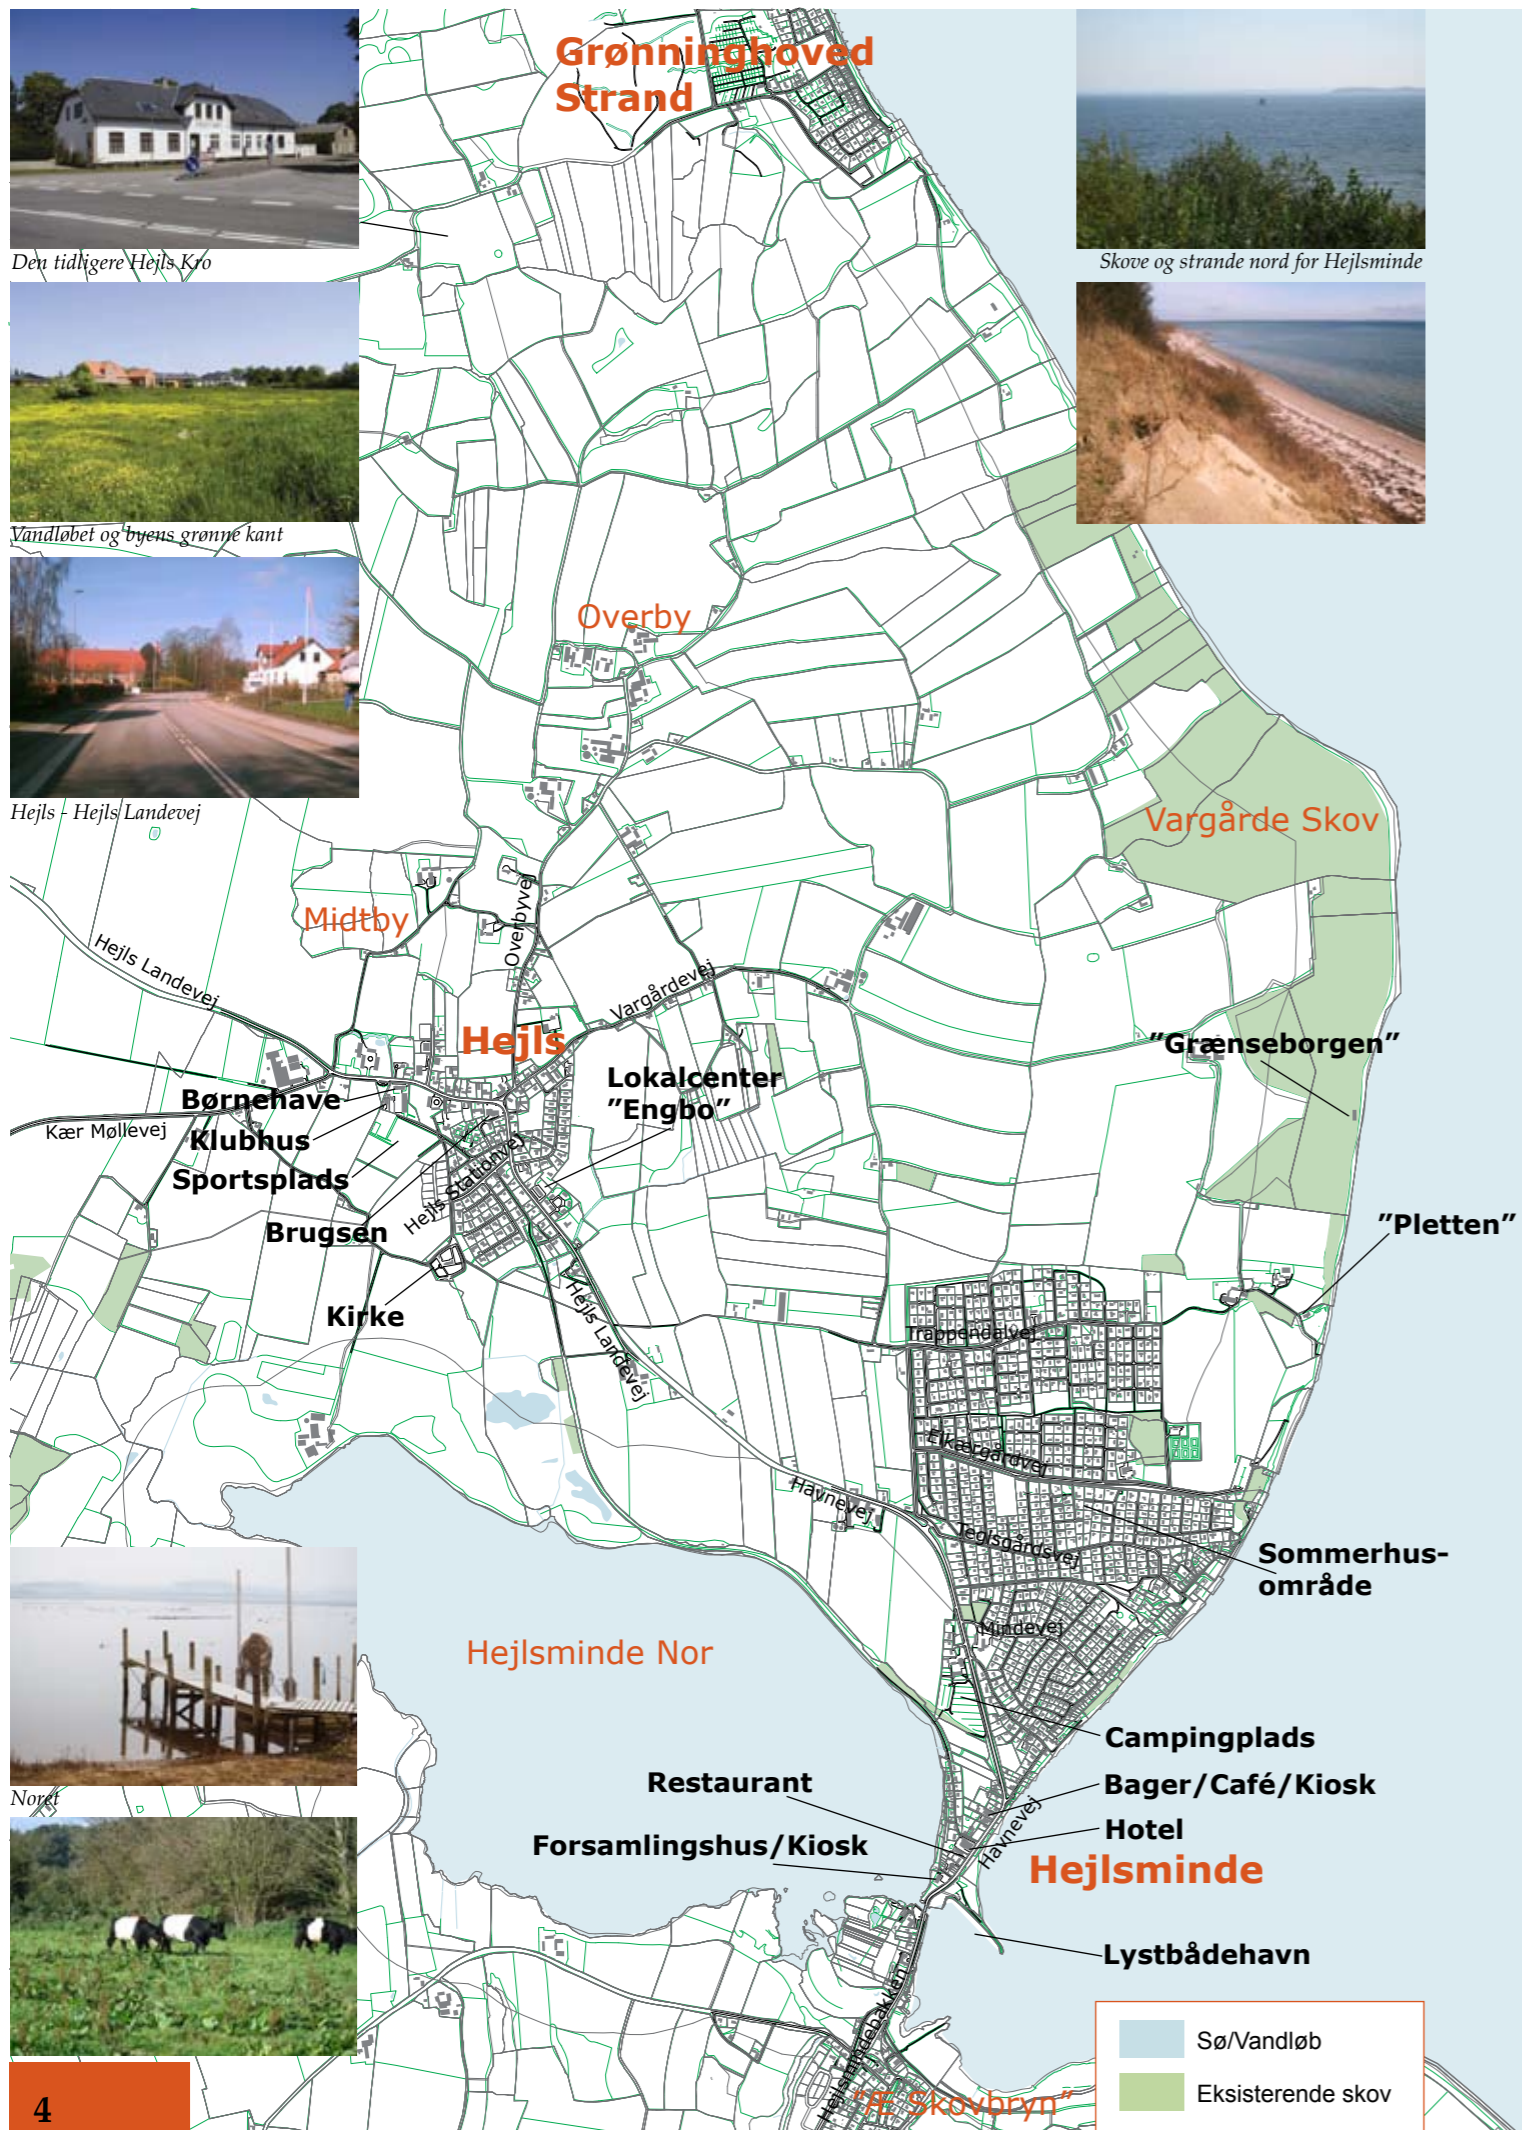 Grønninghoved
Strand
Den tidligere Hejls Kro
Skove og strande nord for Hejlsminde
Vandløbet og byens grønne kant
Overby
Hejls - Hejls Landevej
Vargårde Skov
Midtby
Overbyvej
Hejls Landevej
Vargårdevej
Hejls
"Grænseborgen"
Lokalcenter
"Engbo"
Børnehave
Kær Møllevej
Klubhus
Sportsplads
Hejls Stationvej
Brugsen
"Pletten"
Kirke
Hejls Landevej
Trappendalvej
Elkærgårdvej
Havnevej
Teglsgårdsvej
Sommerhus-
område
Mindevej
Hejlsminde Nor
Campingplads
Restaurant
Bager/Café/Kiosk
Noret
Havnevej
Hotel
Forsamlingshus/Kiosk
Hejlsminde
Lystbådehavn
Hejlsmindebakken
Sø/Vandløb
Eksisterende skov
"Æ Skovbryn"
4